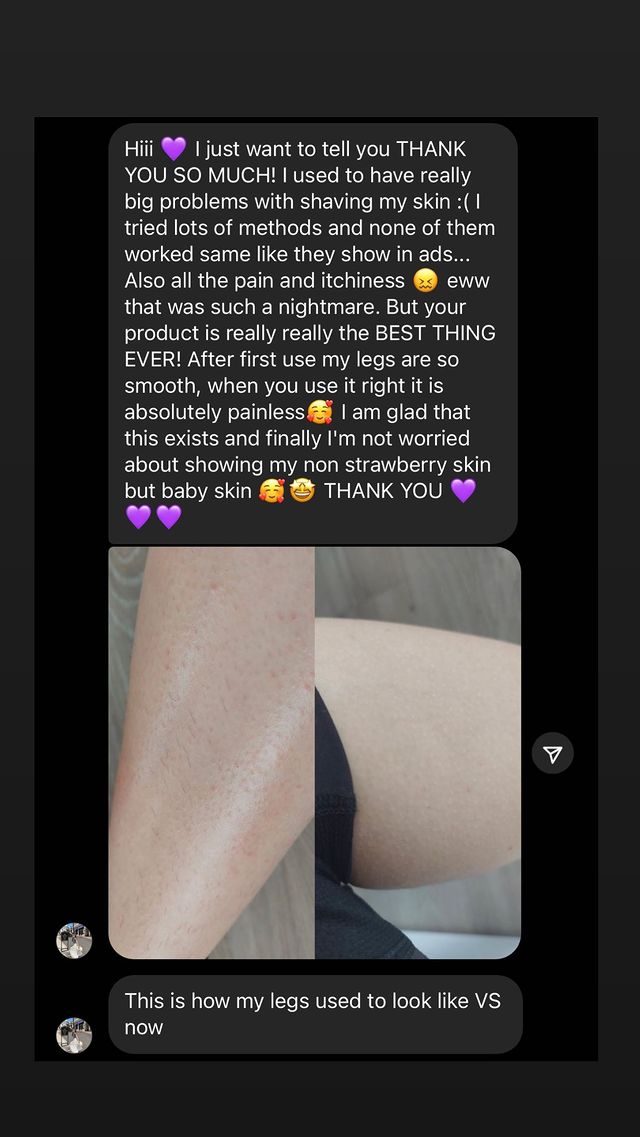 Hiii 💜 I just want to tell you THANK
YOU SO MUCH! I used to have really
big problems with shaving my skin :( I
tried lots of methods and none of them
worked same like they show in ads...
Also all the pain and itchiness 😖 eww
that was such a nightmare. But your
product is really really the BEST THING
EVER! After first use my legs are so
smooth, when you use it right it is
absolutely painless🥰 I am glad that
this exists and finally I'm not worried
about showing my non strawberry skin
but baby skin 🥰🤩 THANK YOU 💜
💜💜
This is how my legs used to look like VS
now